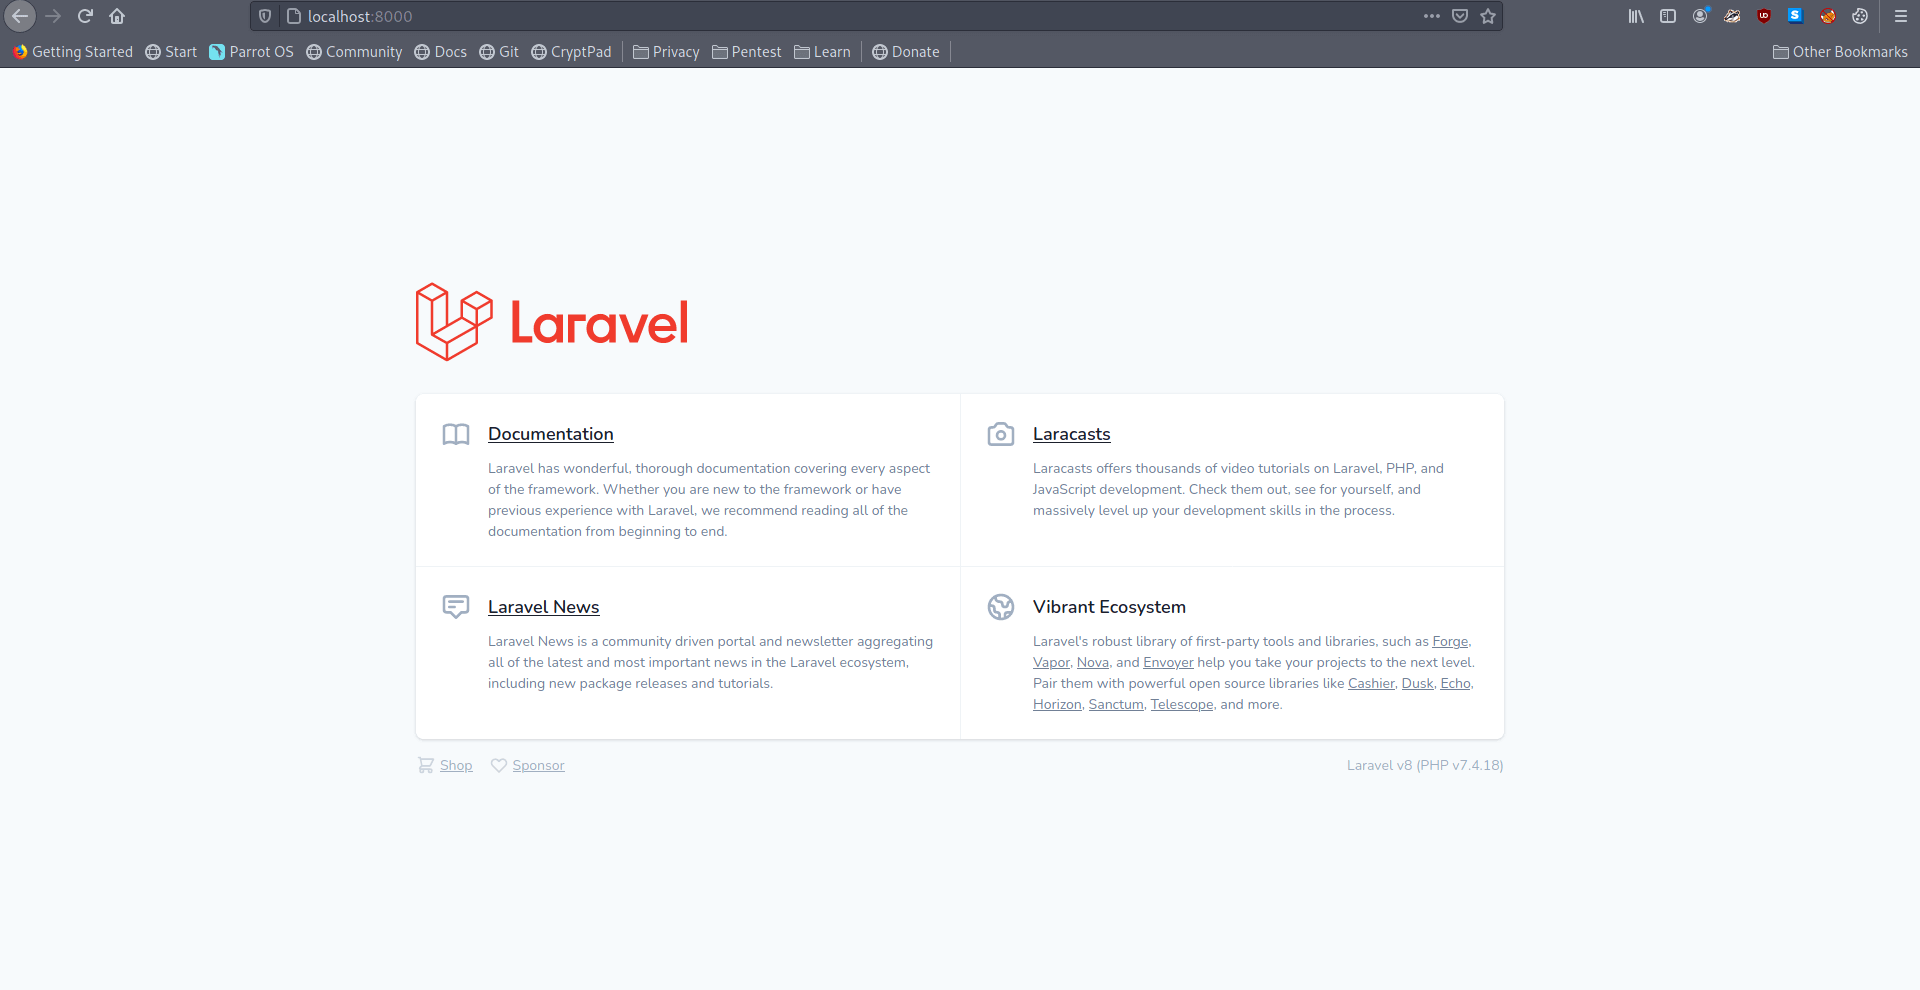 localhost:8000
Getting Started Start Parrot OS Community Docs Git CryptPad Privacy Pentest Learn Donate Other Bookmarks
Laravel
Documentation
Laravel has wonderful, thorough documentation covering every aspect
of the framework. Whether you are new to the framework or have
previous experience with Laravel, we recommend reading all of the
documentation from beginning to end.
Laracasts
Laracasts offers thousands of video tutorials on Laravel, PHP, and
JavaScript development. Check them out, see for yourself, and
massively level up your development skills in the process.
Laravel News
Laravel News is a community driven portal and newsletter aggregating
all of the latest and most important news in the Laravel ecosystem,
including new package releases and tutorials.
Vibrant Ecosystem
Laravel's robust library of first-party tools and libraries, such as Forge,
Vapor, Nova, and Envoyer help you take your projects to the next level.
Pair them with powerful open source libraries like Cashier, Dusk, Echo,
Horizon, Sanctum, Telescope, and more.
Shop Sponsor
Laravel v8 (PHP v7.4.18)